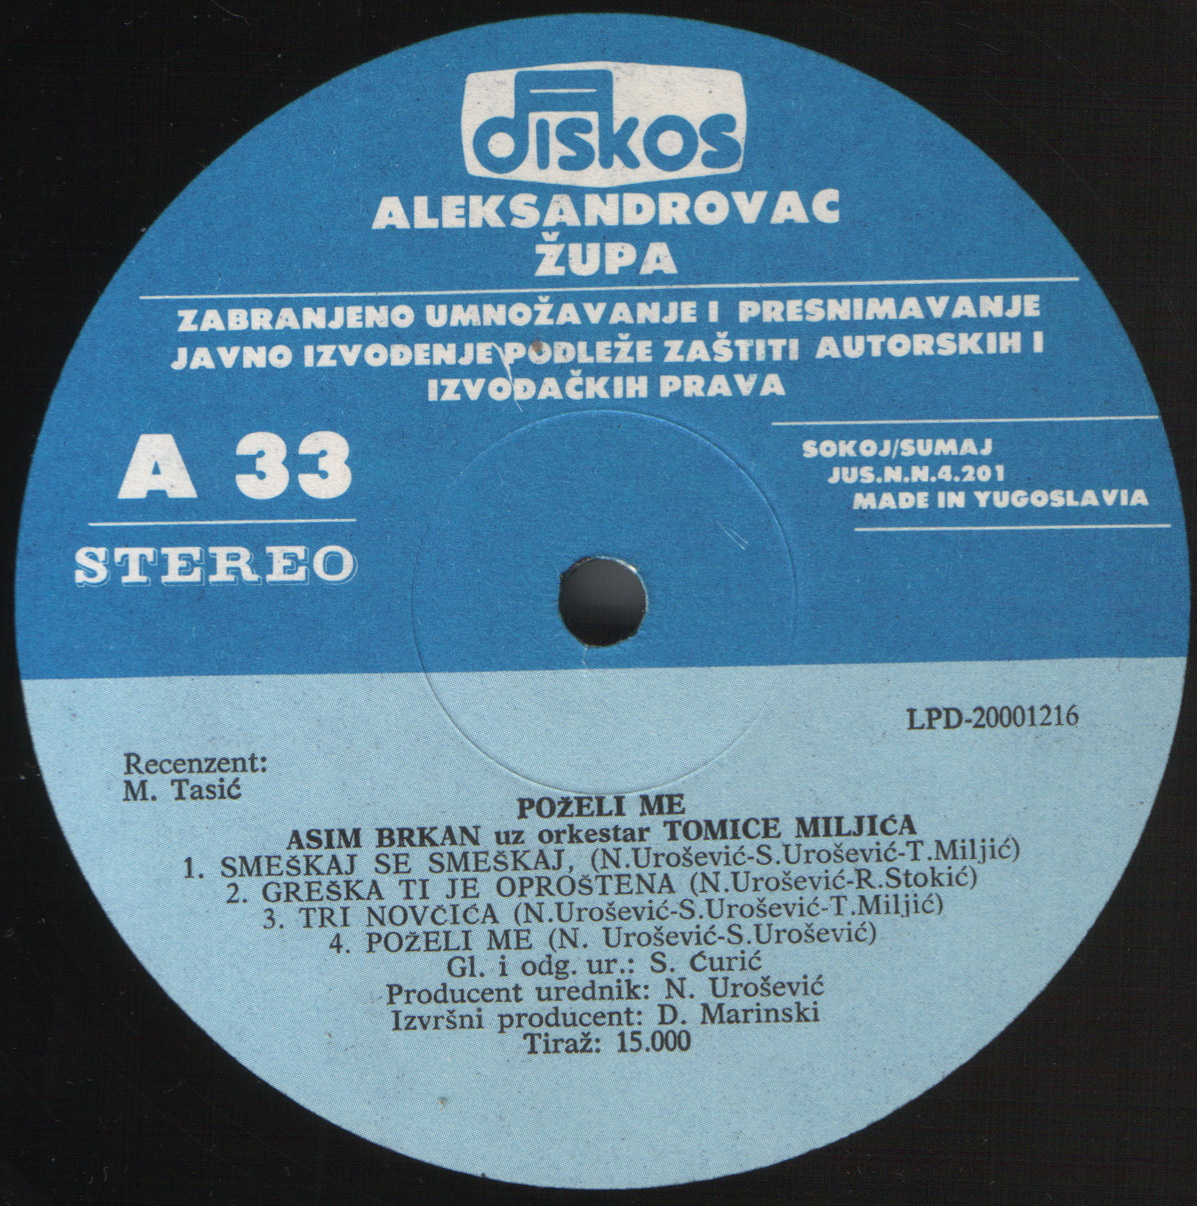 diskos
ALEKSANDROVAC
ŽUPA
ZABRANJENO UMNOŽAVANJE I PRESNIMAVANJE
JAVNO IZVOĐENJE PODLEŽE ZAŠTITI AUTORSKIH I
IZVOĐAČKIH PRAVA
A 33
STEREO
SOKOJ/SUMAJ
JUS.N.N.4.201
MADE IN YUGOSLAVIA
LPD-20001216
Recenzent:
M. Tasić
POŽELI ME
ASIM BRKAN uz orkestar TOMICE MILJIĆA
1. SMEŠKAJ SE SMEŠKAJ, (N.Urošević-S.Urošević-T.Miljić)
2. GREŠKA TI JE OPROŠTENA (N.Urošević-R.Stokić)
3. TRI NOVČIĆA (N.Urošević-S.Urošević-T.Miljić)
4. POŽELI ME (N. Urošević-S.Urošević)
Gl. i odg. ur.: S. Ćurić
Producent urednik: N. Urošević
Izvršni producent: D. Marinski
Tiraž: 15.000